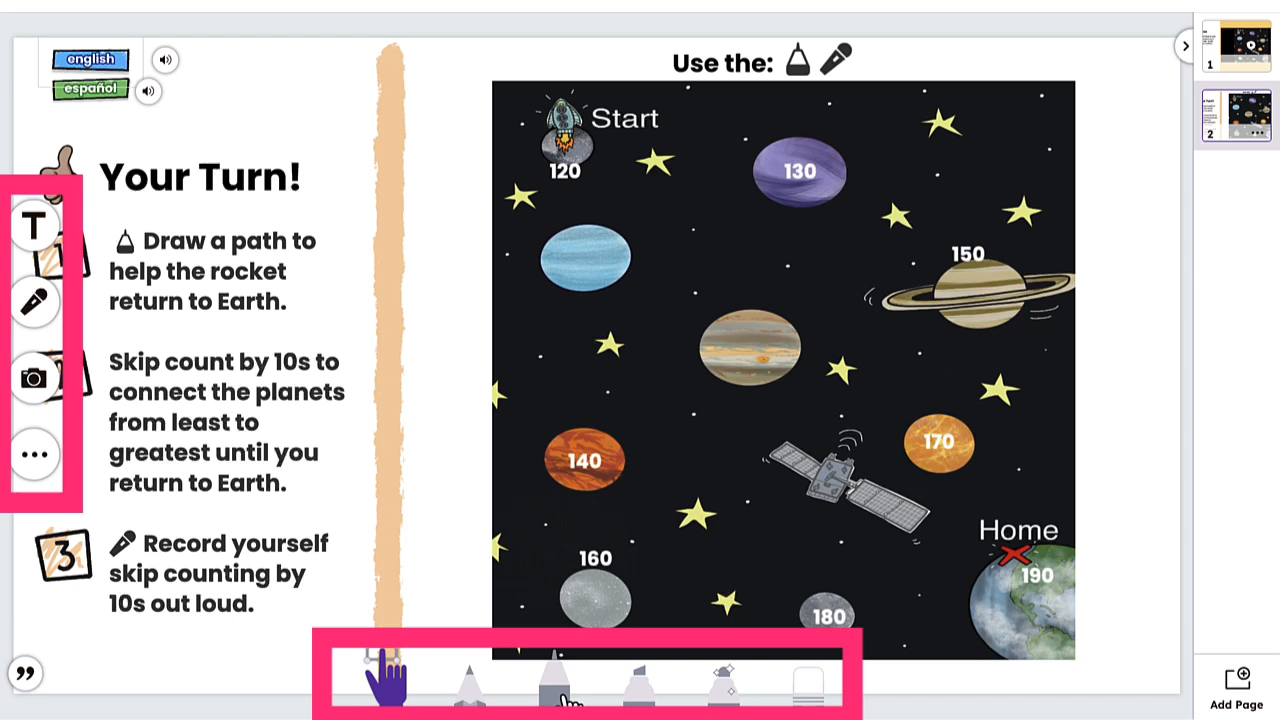 english
español
Use the:
Your Turn!
Draw a path to
help the rocket
return to Earth.
Skip count by 10s to
connect the planets
from least to
greatest until you
return to Earth.
3
Record yourself
skip counting by
10s out loud.
Start
120
130
150
140
170
160
180
Home
190
T
1
2
Add Page